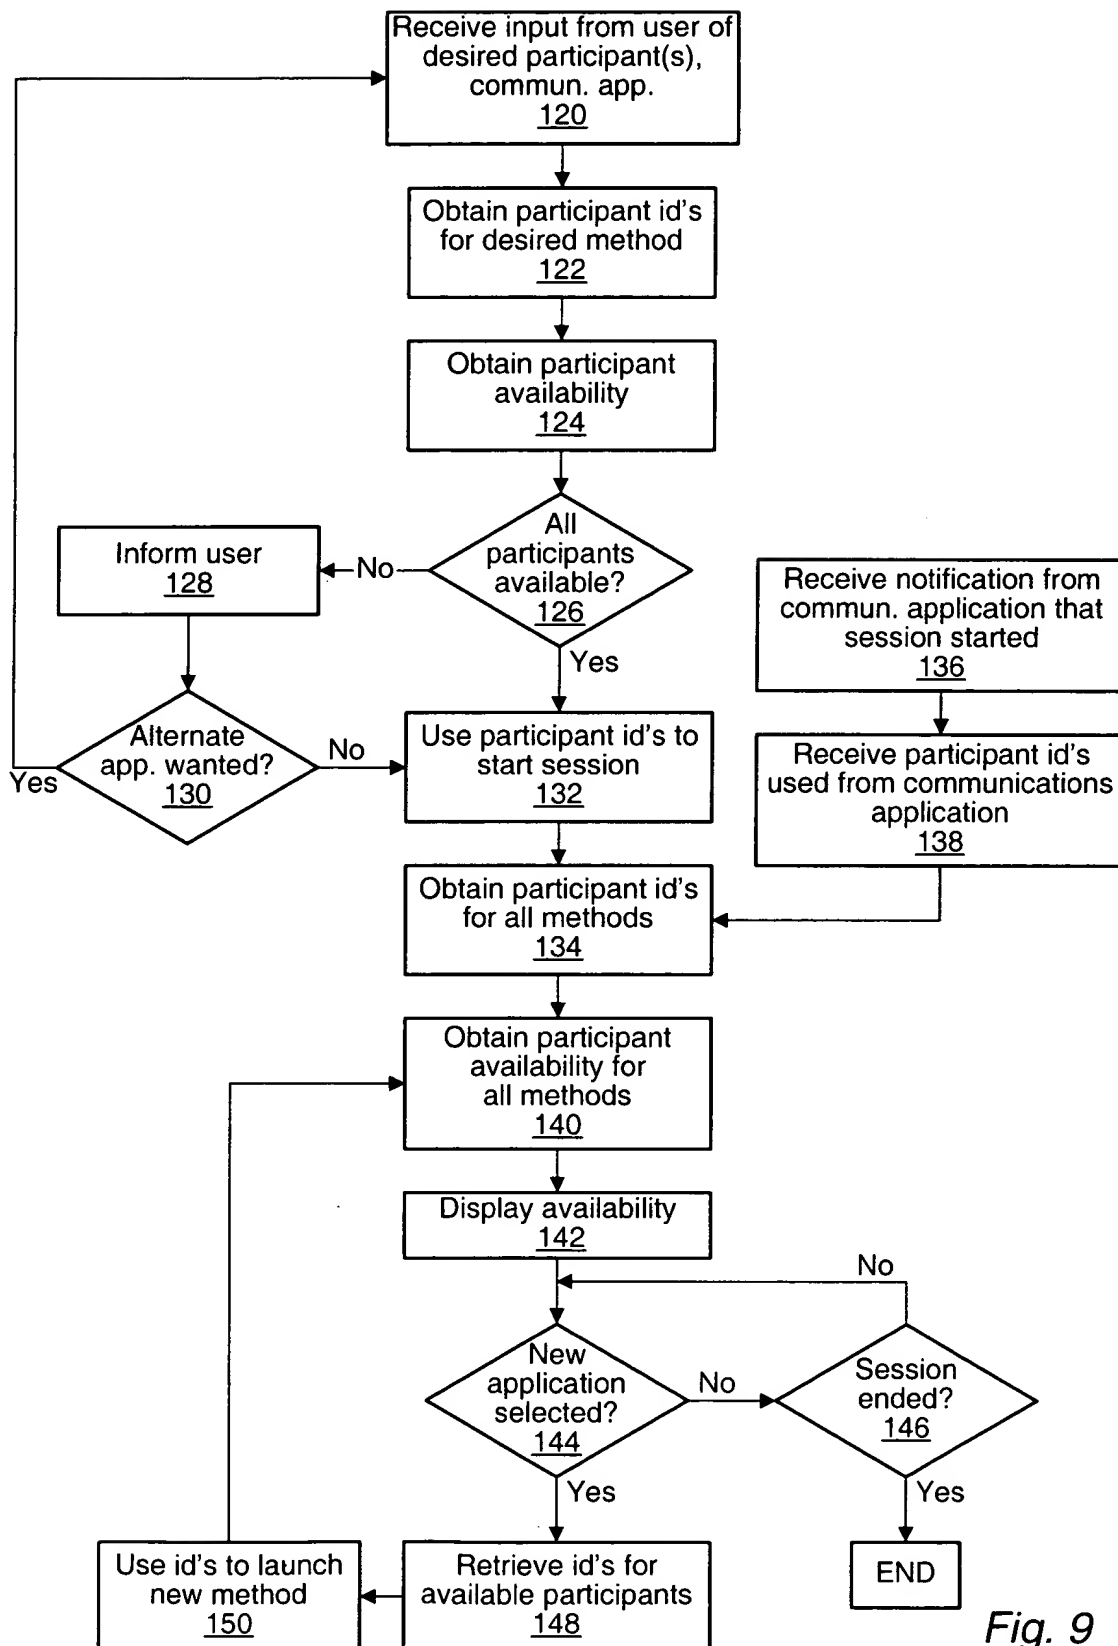 Receive input from user of
desired participant(s),
commun. app.
120
Obtain participant id's
for desired method
122
Obtain participant
availability
124
All
participants
available?
126
No
Yes
Inform user
128
Alternate
app. wanted?
130
Yes
No
Use participant id's to
start session
132
Receive notification from
commun. application that
session started
136
Receive participant id's
used from communications
application
138
Obtain participant id's
for all methods
134
Obtain participant
availability for
all methods
140
Display availability
142
New
application
selected?
144
No
Yes
Session
ended?
146
No
Yes
END
Retrieve id's for
available participants
148
Use id's to launch
new method
150
Fig. 9